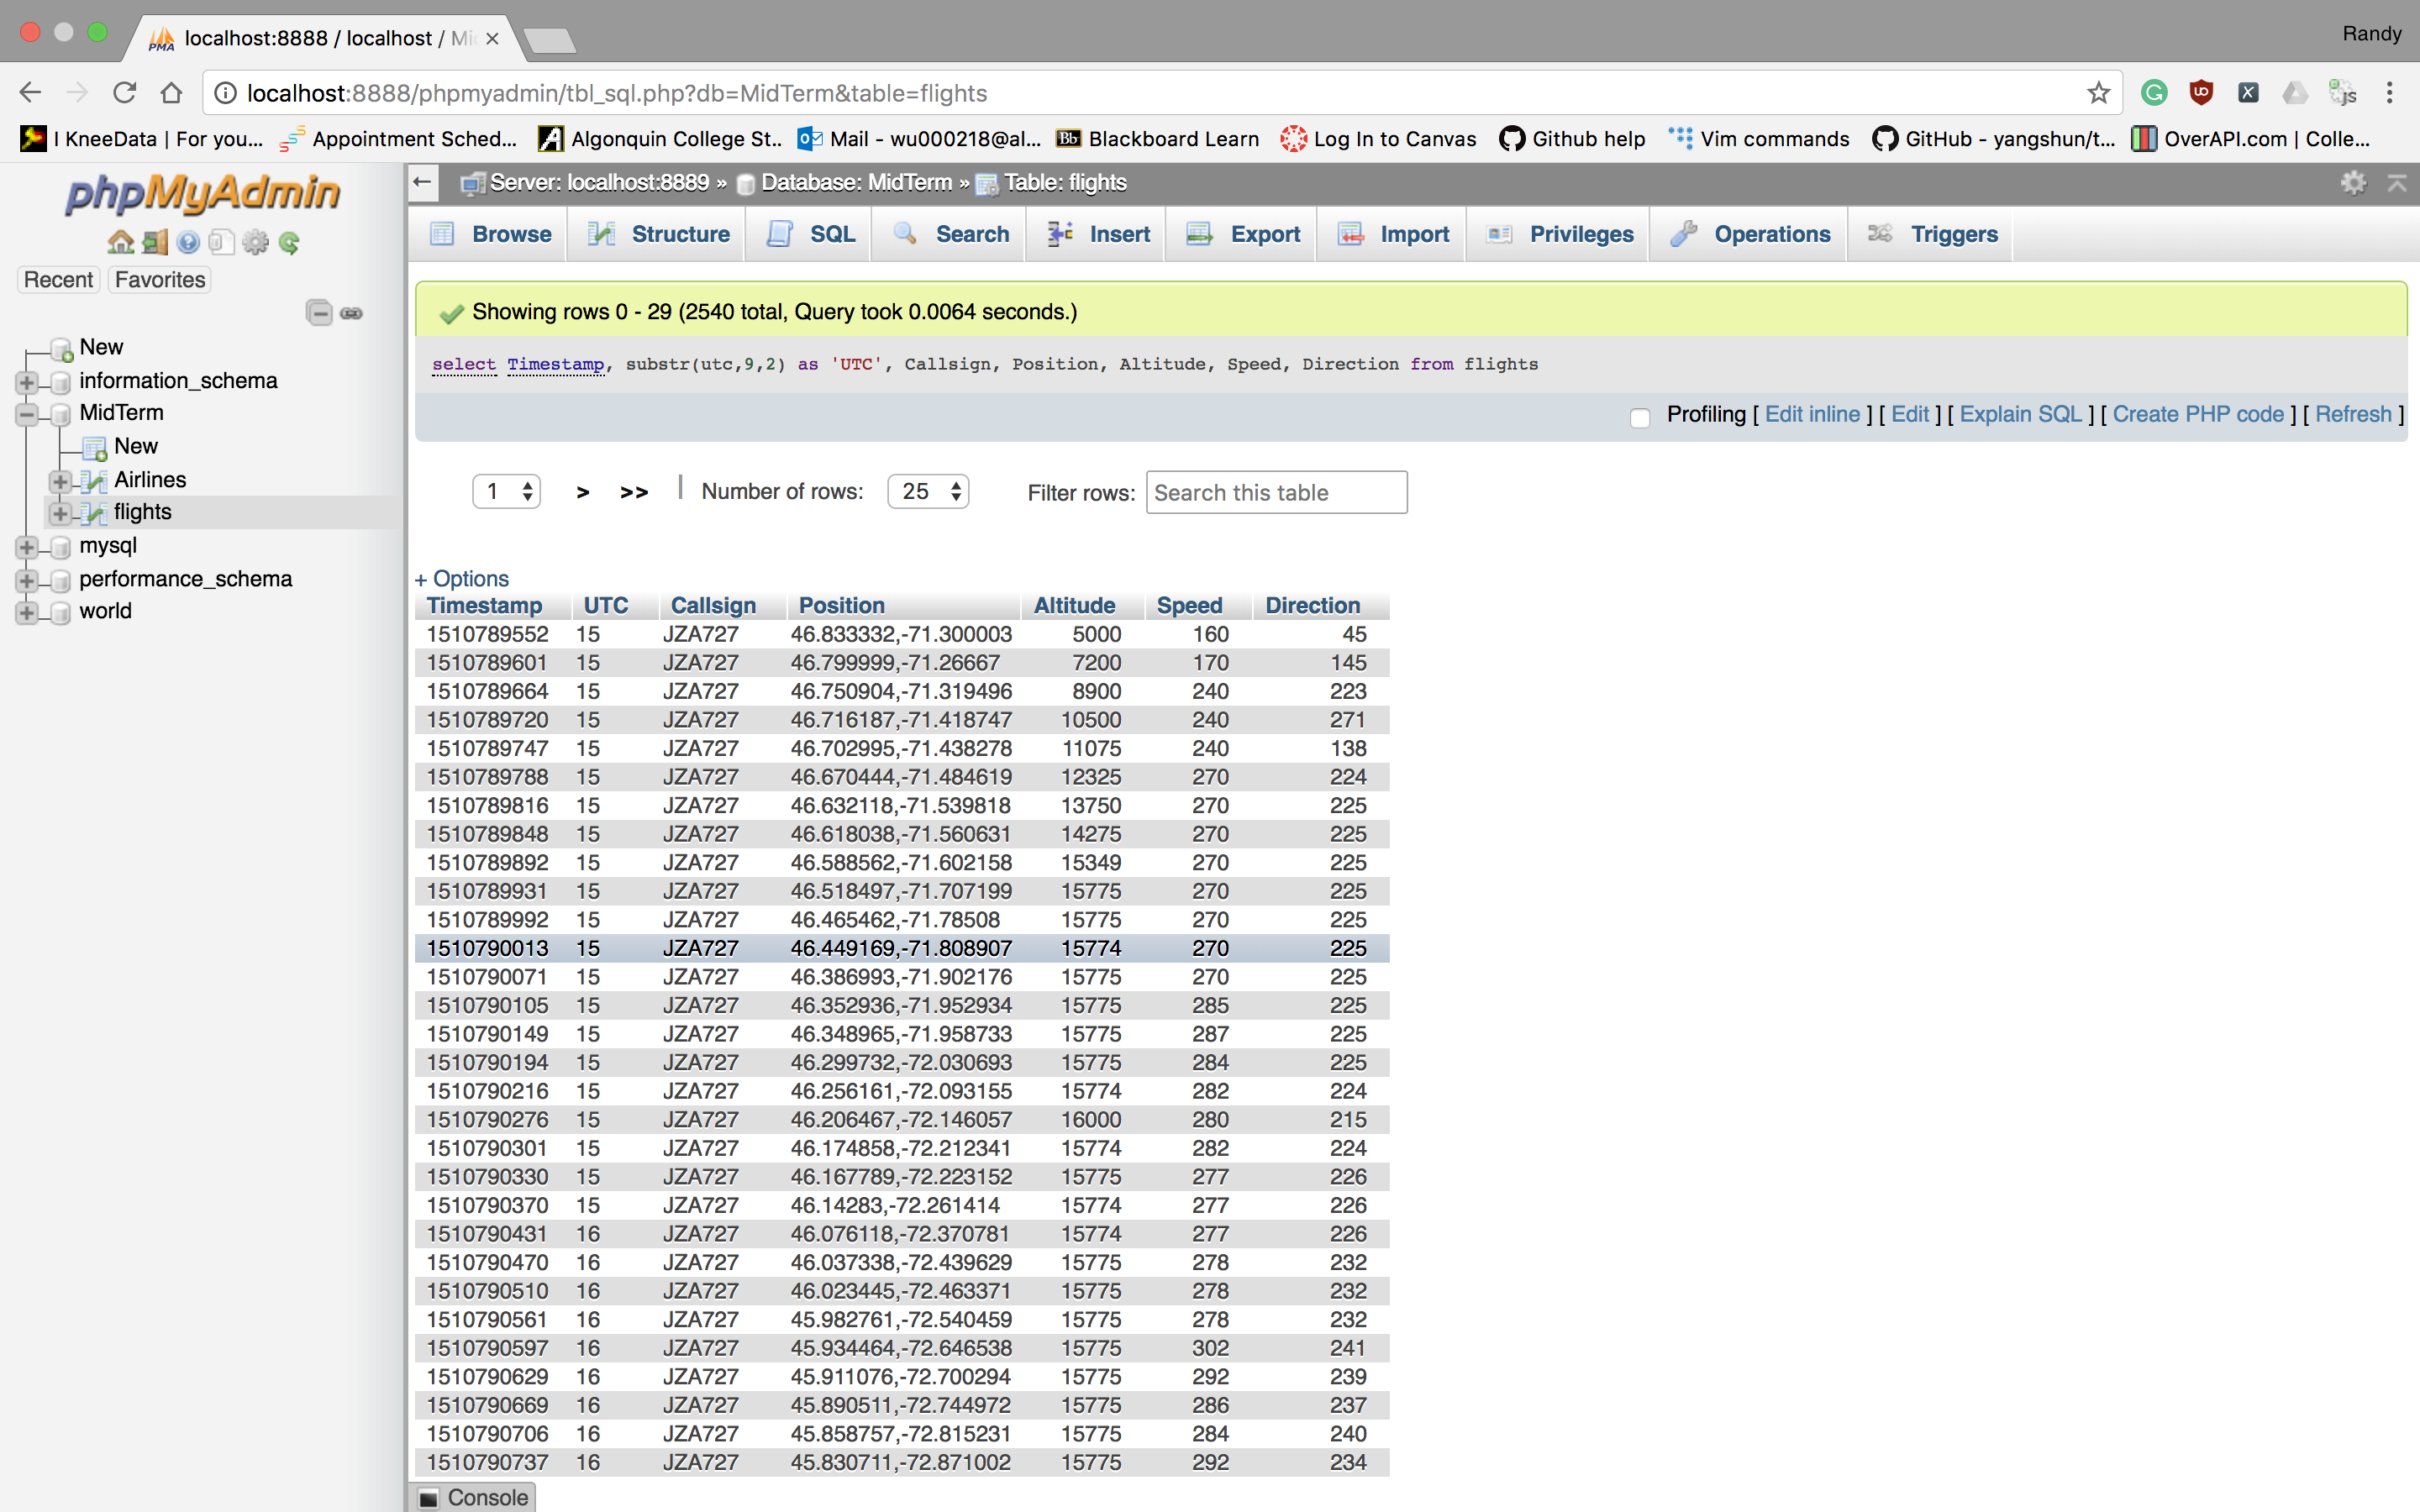 localhost:8888 / localhost / Mi
Randy
localhost:8888/phpmyadmin/tbl_sql.php?db=MidTerm&table=flights
I KneeData | For you... Appointment Sched... Algonquin College St... Mail - wu000218@al... Blackboard Learn Log In to Canvas Github help Vim commands GitHub - yangshun/t... OverAPI.com | Colle...
phpMyAdmin
Recent Favorites
New
information_schema
MidTerm
New
Airlines
flights
mysql
performance_schema
world
Server: localhost:8889 » Database: MidTerm » Table: flights
Browse Structure SQL Search Insert Export Import Privileges Operations Triggers
Showing rows 0 - 29 (2540 total, Query took 0.0064 seconds.)
select Timestamp, substr(utc,9,2) as 'UTC', Callsign, Position, Altitude, Speed, Direction from flights
Profiling [ Edit inline ] [ Edit ] [ Explain SQL ] [ Create PHP code ] [ Refresh ]
1 > >> | Number of rows: 25 Filter rows: Search this table
+ Options
Timestamp UTC Callsign Position Altitude Speed Direction
1510789552 15 JZA727 46.833332,-71.300003 5000 160 45
1510789601 15 JZA727 46.799999,-71.26667 7200 170 145
1510789664 15 JZA727 46.750904,-71.319496 8900 240 223
1510789720 15 JZA727 46.716187,-71.418747 10500 240 271
1510789747 15 JZA727 46.702995,-71.438278 11075 240 138
1510789788 15 JZA727 46.670444,-71.484619 12325 270 224
1510789816 15 JZA727 46.632118,-71.539818 13750 270 225
1510789848 15 JZA727 46.618038,-71.560631 14275 270 225
1510789892 15 JZA727 46.588562,-71.602158 15349 270 225
1510789931 15 JZA727 46.518497,-71.707199 15775 270 225
1510789992 15 JZA727 46.465462,-71.78508 15775 270 225
1510790013 15 JZA727 46.449169,-71.808907 15774 270 225
1510790071 15 JZA727 46.386993,-71.902176 15775 270 225
1510790105 15 JZA727 46.352936,-71.952934 15775 285 225
1510790149 15 JZA727 46.348965,-71.958733 15775 287 225
1510790194 15 JZA727 46.299732,-72.030693 15775 284 225
1510790216 15 JZA727 46.256161,-72.093155 15774 282 224
1510790276 15 JZA727 46.206467,-72.146057 16000 280 215
1510790301 15 JZA727 46.174858,-72.212341 15774 282 224
1510790330 15 JZA727 46.167789,-72.223152 15775 277 226
1510790370 15 JZA727 46.14283,-72.261414 15774 277 226
1510790431 16 JZA727 46.076118,-72.370781 15774 277 226
1510790470 16 JZA727 46.037338,-72.439629 15775 278 232
1510790510 16 JZA727 46.023445,-72.463371 15775 278 232
1510790561 16 JZA727 45.982761,-72.540459 15775 278 232
1510790597 16 JZA727 45.934464,-72.646538 15775 302 241
1510790629 16 JZA727 45.911076,-72.700294 15775 292 239
1510790669 16 JZA727 45.890511,-72.744972 15775 286 237
1510790706 16 JZA727 45.858757,-72.815231 15775 284 240
1510790737 16 JZA727 45.830711,-72.871002 15775 292 234
Console